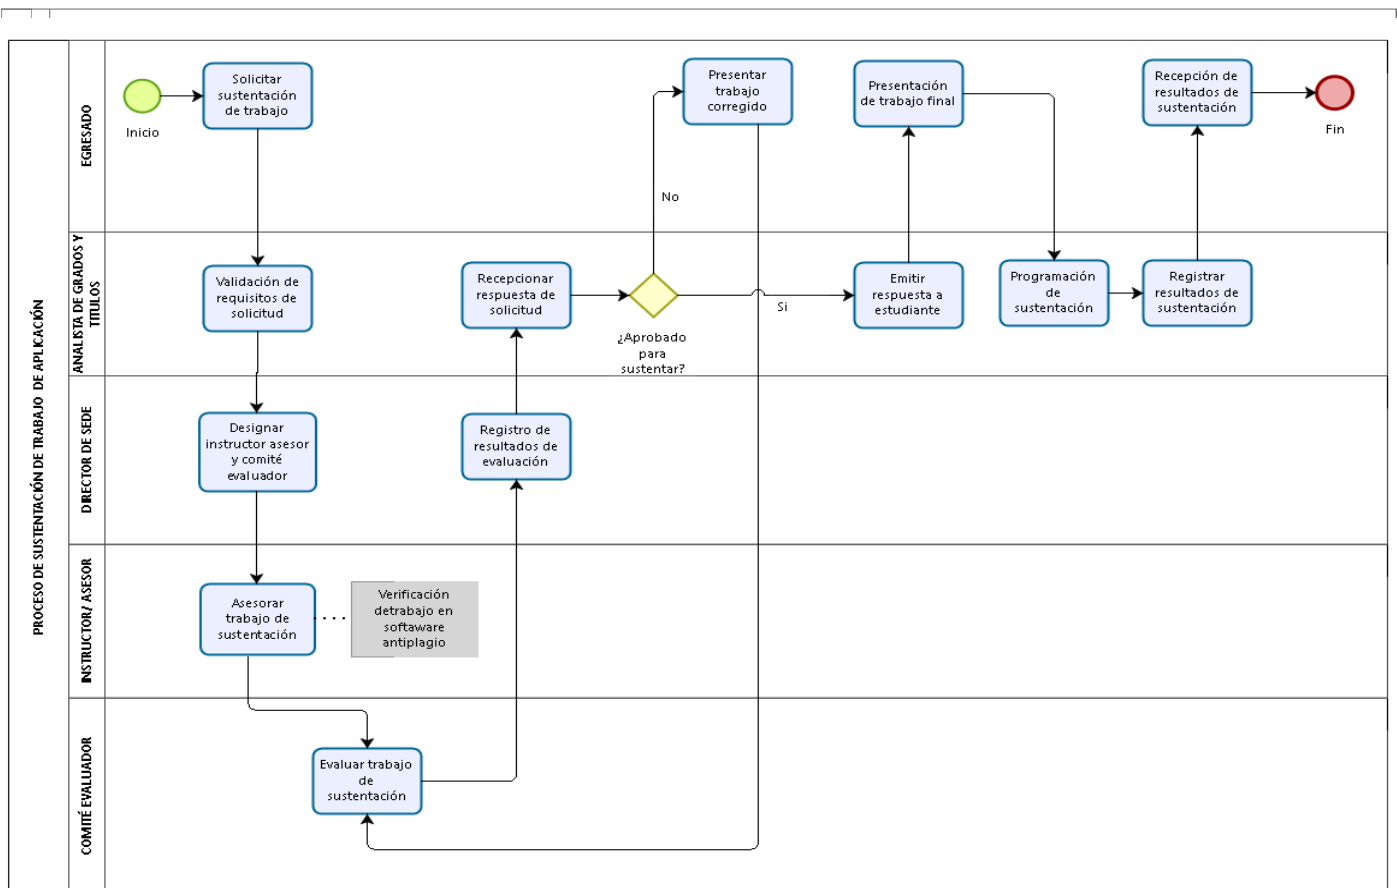 PROCESO DE SUSTENTACIÓN DE TRABAJO DE APLICACIÓN
EGRESADO
Inicio
Solicitar
sustentación
de trabajo
Presentar
trabajo
corregido
Presentación
de trabajo final
Recepción de
resultados de
sustentación
Fin
No
ANALISTA DE GRADOS Y
TITULOS
Validación de
requisitos de
solicitud
Recepcionar
respuesta de
solicitud
¿Aprobado
para
sustentar?
Si
Emitir
respuesta a
estudiante
Programación
de
sustentación
Registrar
resultados de
sustentación
DIRECTOR DE SEDE
Designar
instructor asesor
y comité
evaluador
Registro de
resultados de
evaluación
INSTRUCTOR/ ASESOR
Asesorar
trabajo de
sustentación
Verificación
detrabajo en
softaware
antiplagio
COMITÉ EVALUADOR
Evaluar trabajo
de
sustentación